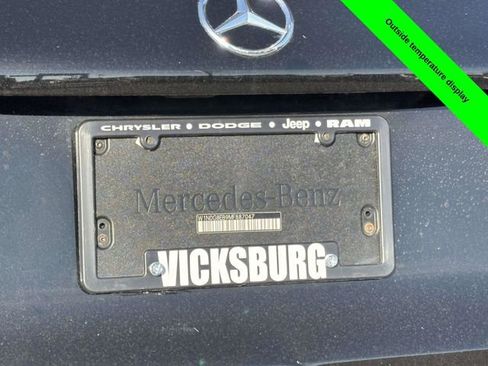 Outside temperature display
CHRYSLER • DODGE • Jeep • RAM
Mercedes-Benz
VICKSBURG